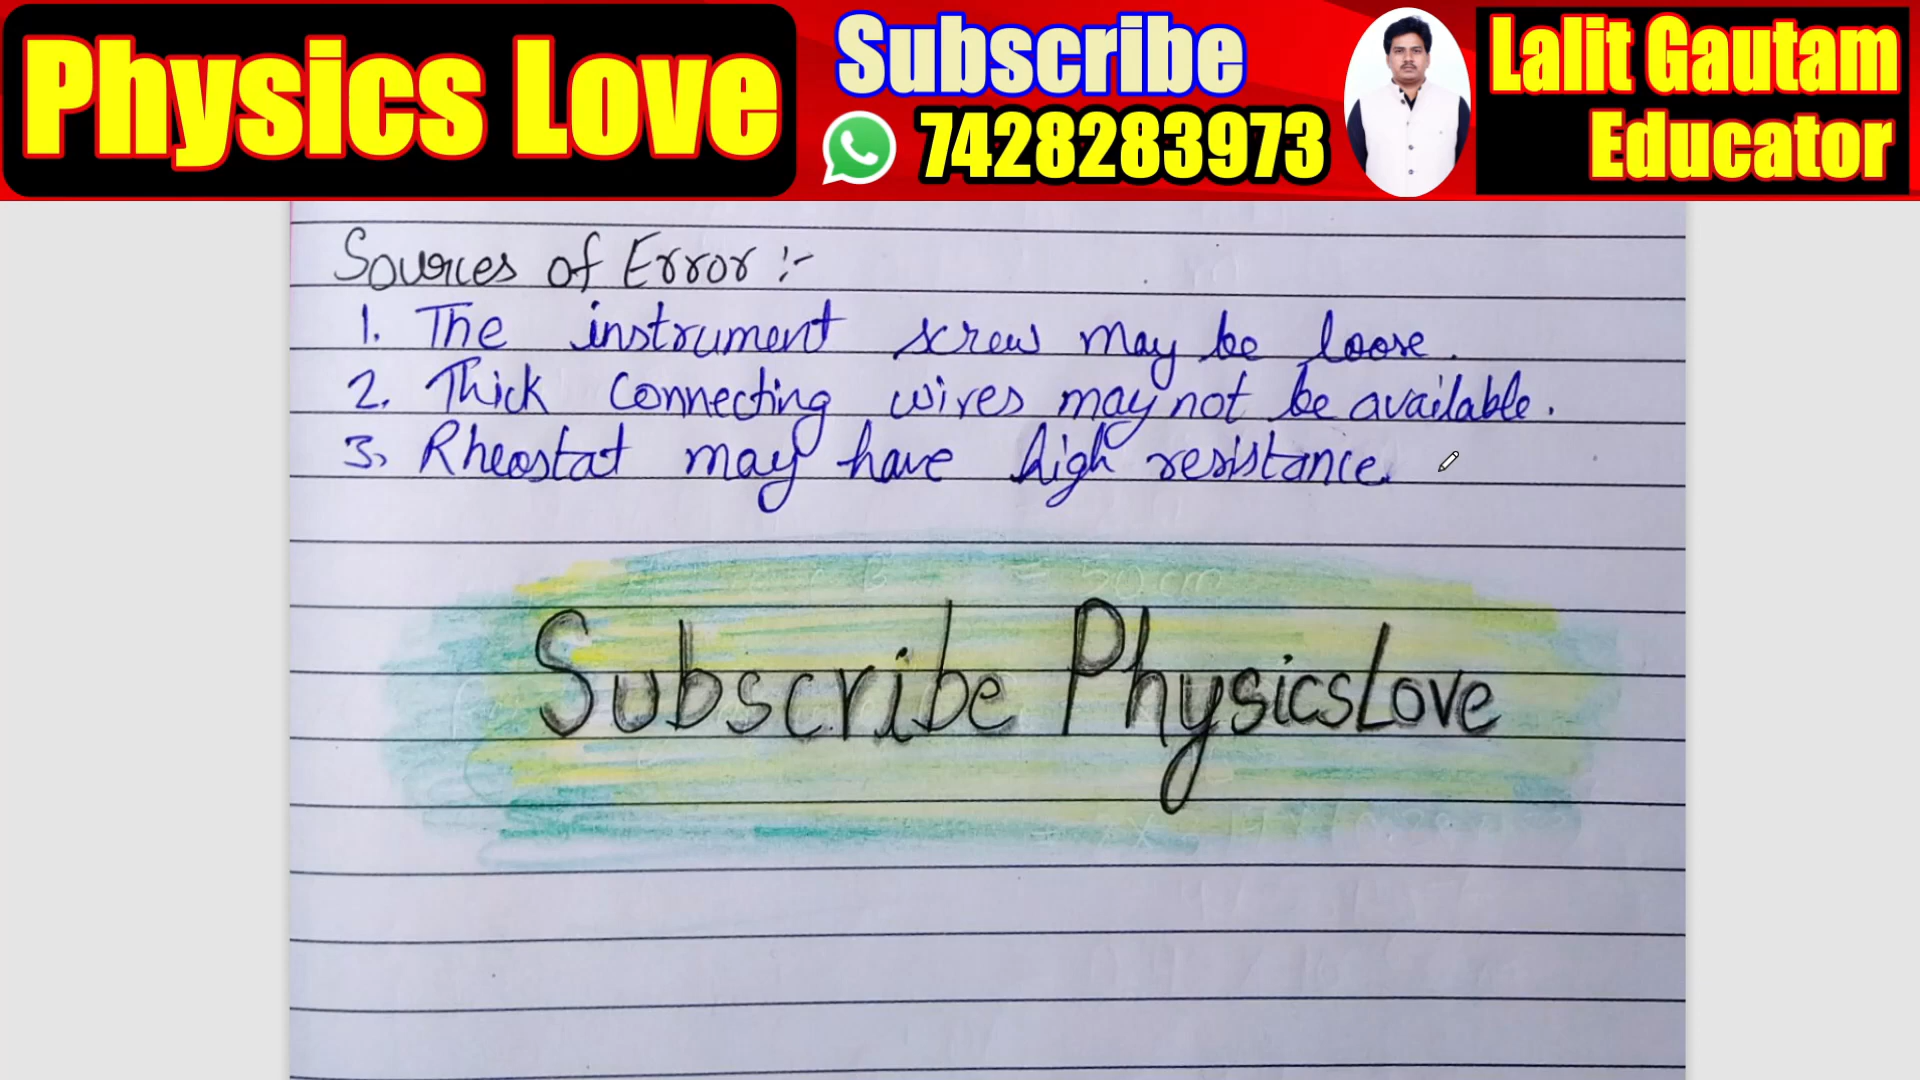 Physics Love
Subscribe
7428283973
Lalit Gautam
Educator
Sources of Error :-
1. The instrument screw may be loose.
2. Thick connecting wires may not be available.
3. Rheostat may have high resistance.
Subscribe PhysicsLove